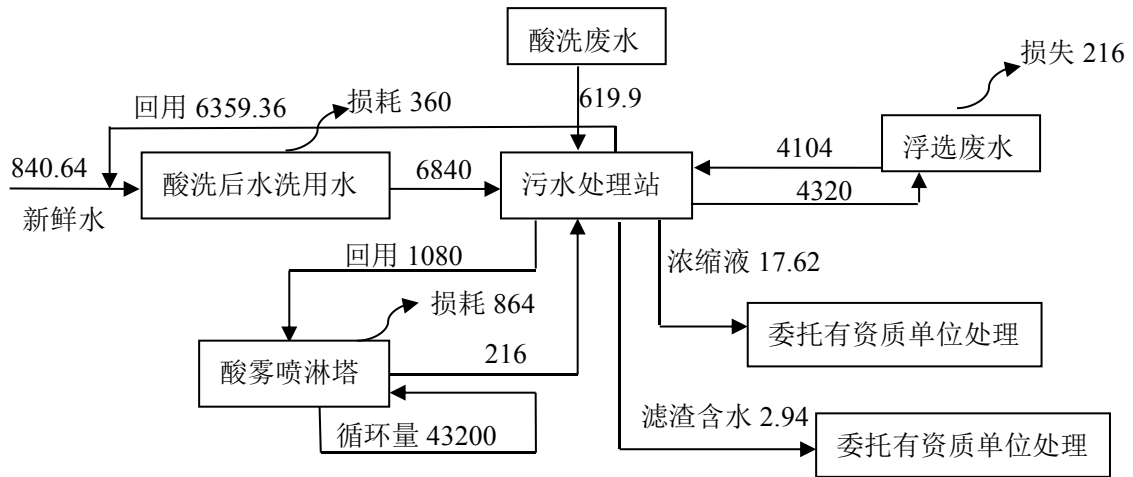 酸洗废水
损失 216
回用 6359.36
损耗 360
619.9
840.64
酸洗后水洗用水
6840
污水处理站
4104
浮选废水
4320
新鲜水
回用 1080
浓缩液 17.62
损耗 864
委托有资质单位处理
酸雾喷淋塔
216
循环量 43200
滤渣含水 2.94
委托有资质单位处理